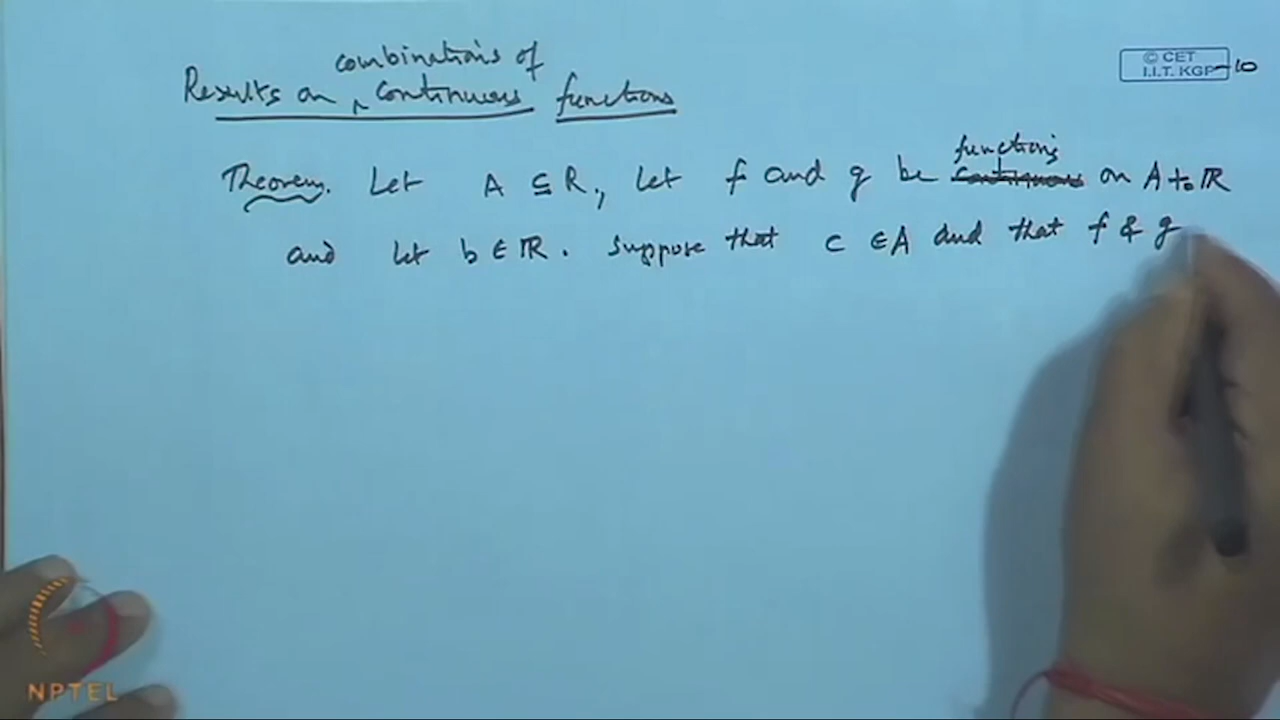 combinations of
Results on ^ continuous functions
© CET
I.I.T. KGP
-10
functions
Theorem. Let A ⊆ R, Let f and g be continuous on A to R
and let b ∈ R. Suppose that c ∈ A and that f & g
NPTEL